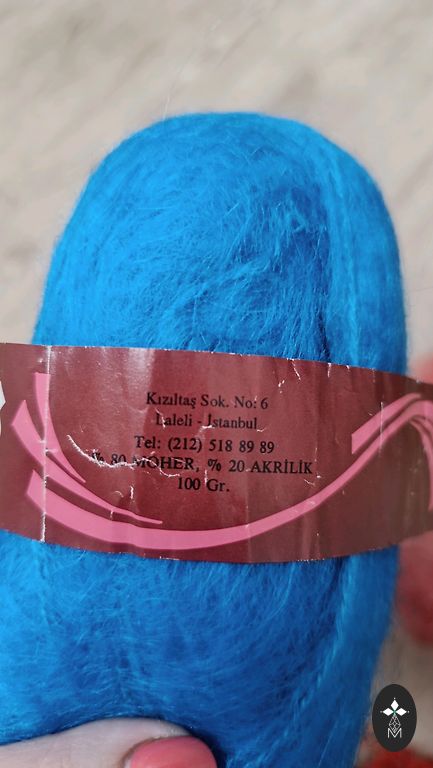 Kızıltaş Sok. No: 6
Laleli - İstanbul
Tel: (212) 518 89 89
% 80 MOHER, % 20 AKRİLİK
100 Gr.
M